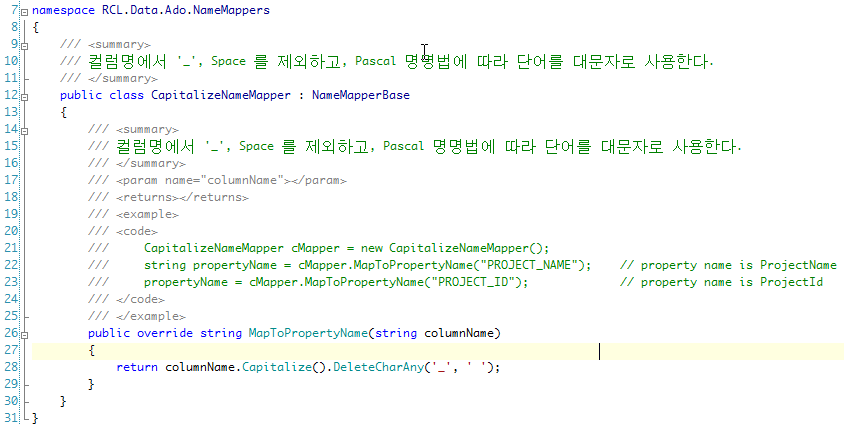 7 namespace RCL.Data.Ado.NameMappers
8 {
9 /// <summary>
10 /// 컬럼명에서 '_', Space 를 제외하고, Pascal 명명법에 따라 단어를 대문자로 사용한다.
11 /// </summary>
12 public class CapitalizeNameMapper : NameMapperBase
13 {
14 /// <summary>
15 /// 컬럼명에서 '_', Space 를 제외하고, Pascal 명명법에 따라 단어를 대문자로 사용한다.
16 /// </summary>
17 /// <param name="columnName"></param>
18 /// <returns></returns>
19 /// <example>
20 /// <code>
21 /// CapitalizeNameMapper cMapper = new CapitalizeNameMapper();
22 /// string propertyName = cMapper.MapToPropertyName("PROJECT_NAME"); // property name is ProjectName
23 /// propertyName = cMapper.MapToPropertyName("PROJECT_ID"); // property name is ProjectId
24 /// </code>
25 /// </example>
26 public override string MapToPropertyName(string columnName)
27 {
28 return columnName.Capitalize().DeleteCharAny('_', ' ');
29 }
30 }
31 }